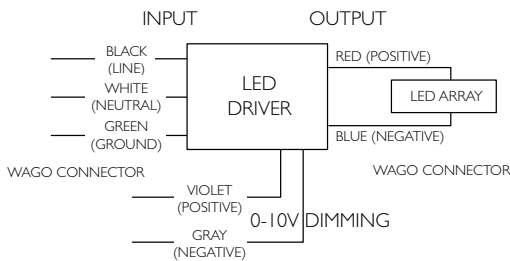 INPUT
OUTPUT
BLACK
(LINE)
WHITE
(NEUTRAL)
GREEN
(GROUND)
LED
DRIVER
RED (POSITIVE)
LED ARRAY
BLUE (NEGATIVE)
WAGO CONNECTOR
WAGO CONNECTOR
VIOLET
(POSITIVE)
0-10V DIMMING
GRAY
(NEGATIVE)